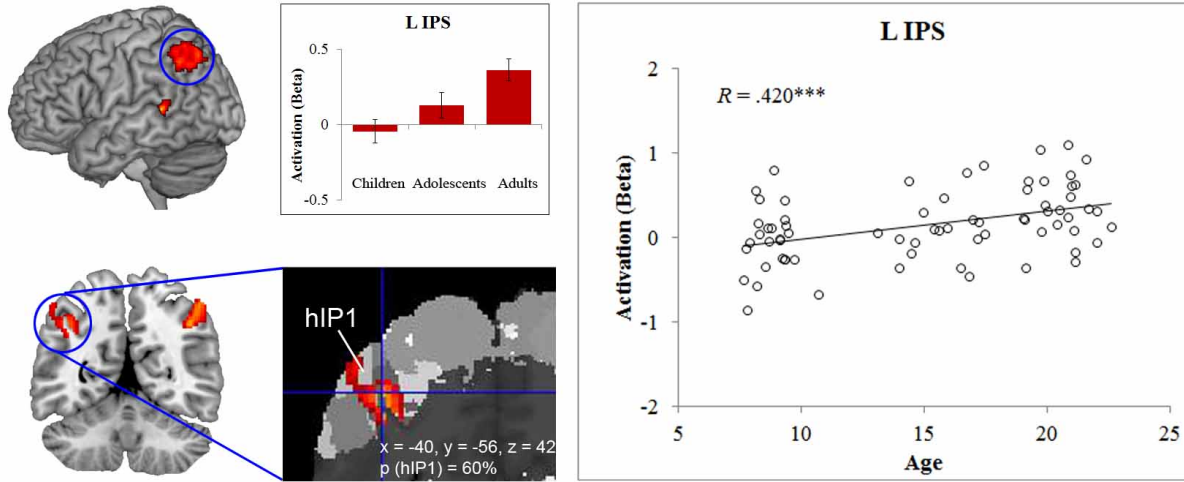 L IPS
0.5
0
-0.5
Activation (Beta)
Children Adolescents Adults
hIP1
x = -40, y = -56, z = 42
p (hIP1) = 60%
L IPS
R = .420***
2
1
0
-1
-2
Activation (Beta)
5 10 15 20 25
Age